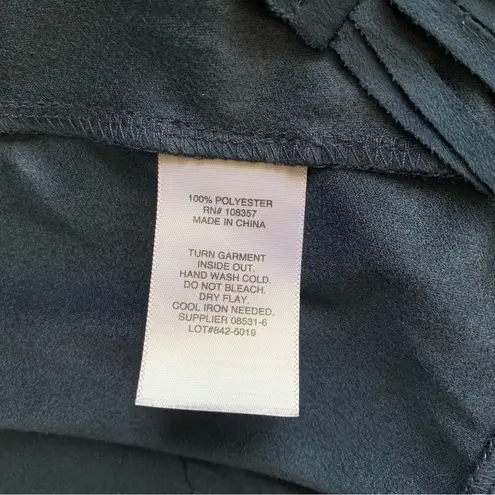 100% POLYESTER
RN# 108357
MADE IN CHINA
TURN GARMENT
INSIDE OUT.
HAND WASH COLD.
DO NOT BLEACH.
DRY FLAY.
COOL IRON NEEDED.
SUPPLIER 08531-6
LOT#842-5019